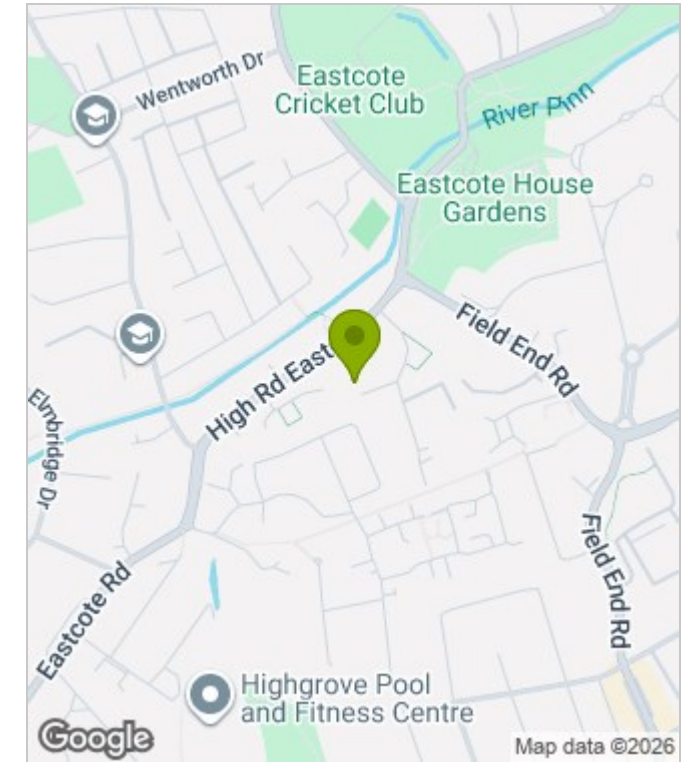 Wentworth Dr
Eastcote
Cricket Club
River Pinn
Eastcote House
Gardens
Field End Rd
High Rd East
Elmbridge Dr
Field End Rd
Eastcote Rd
Highgrove Pool
and Fitness Centre
Google
Map data ©2026